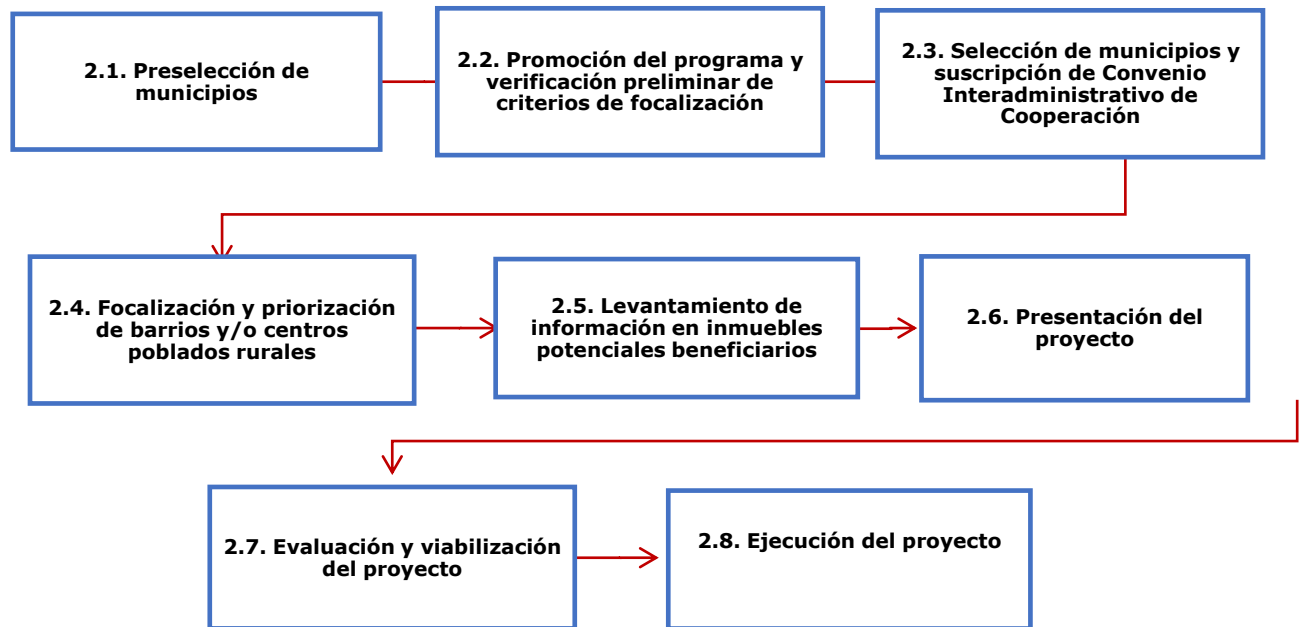 2.1. Preselección de
municipios
2.2. Promoción del programa y
verificación preliminar de
criterios de focalización
2.3. Selección de municipios y
suscripción de Convenio
Interadministrativo de
Cooperación
2.4. Focalización y priorización
de barrios y/o centros
poblados rurales
2.5. Levantamiento de
información en inmuebles
potenciales beneficiarios
2.6. Presentación del
proyecto
2.7. Evaluación y viabilización
del proyecto
2.8. Ejecución del proyecto